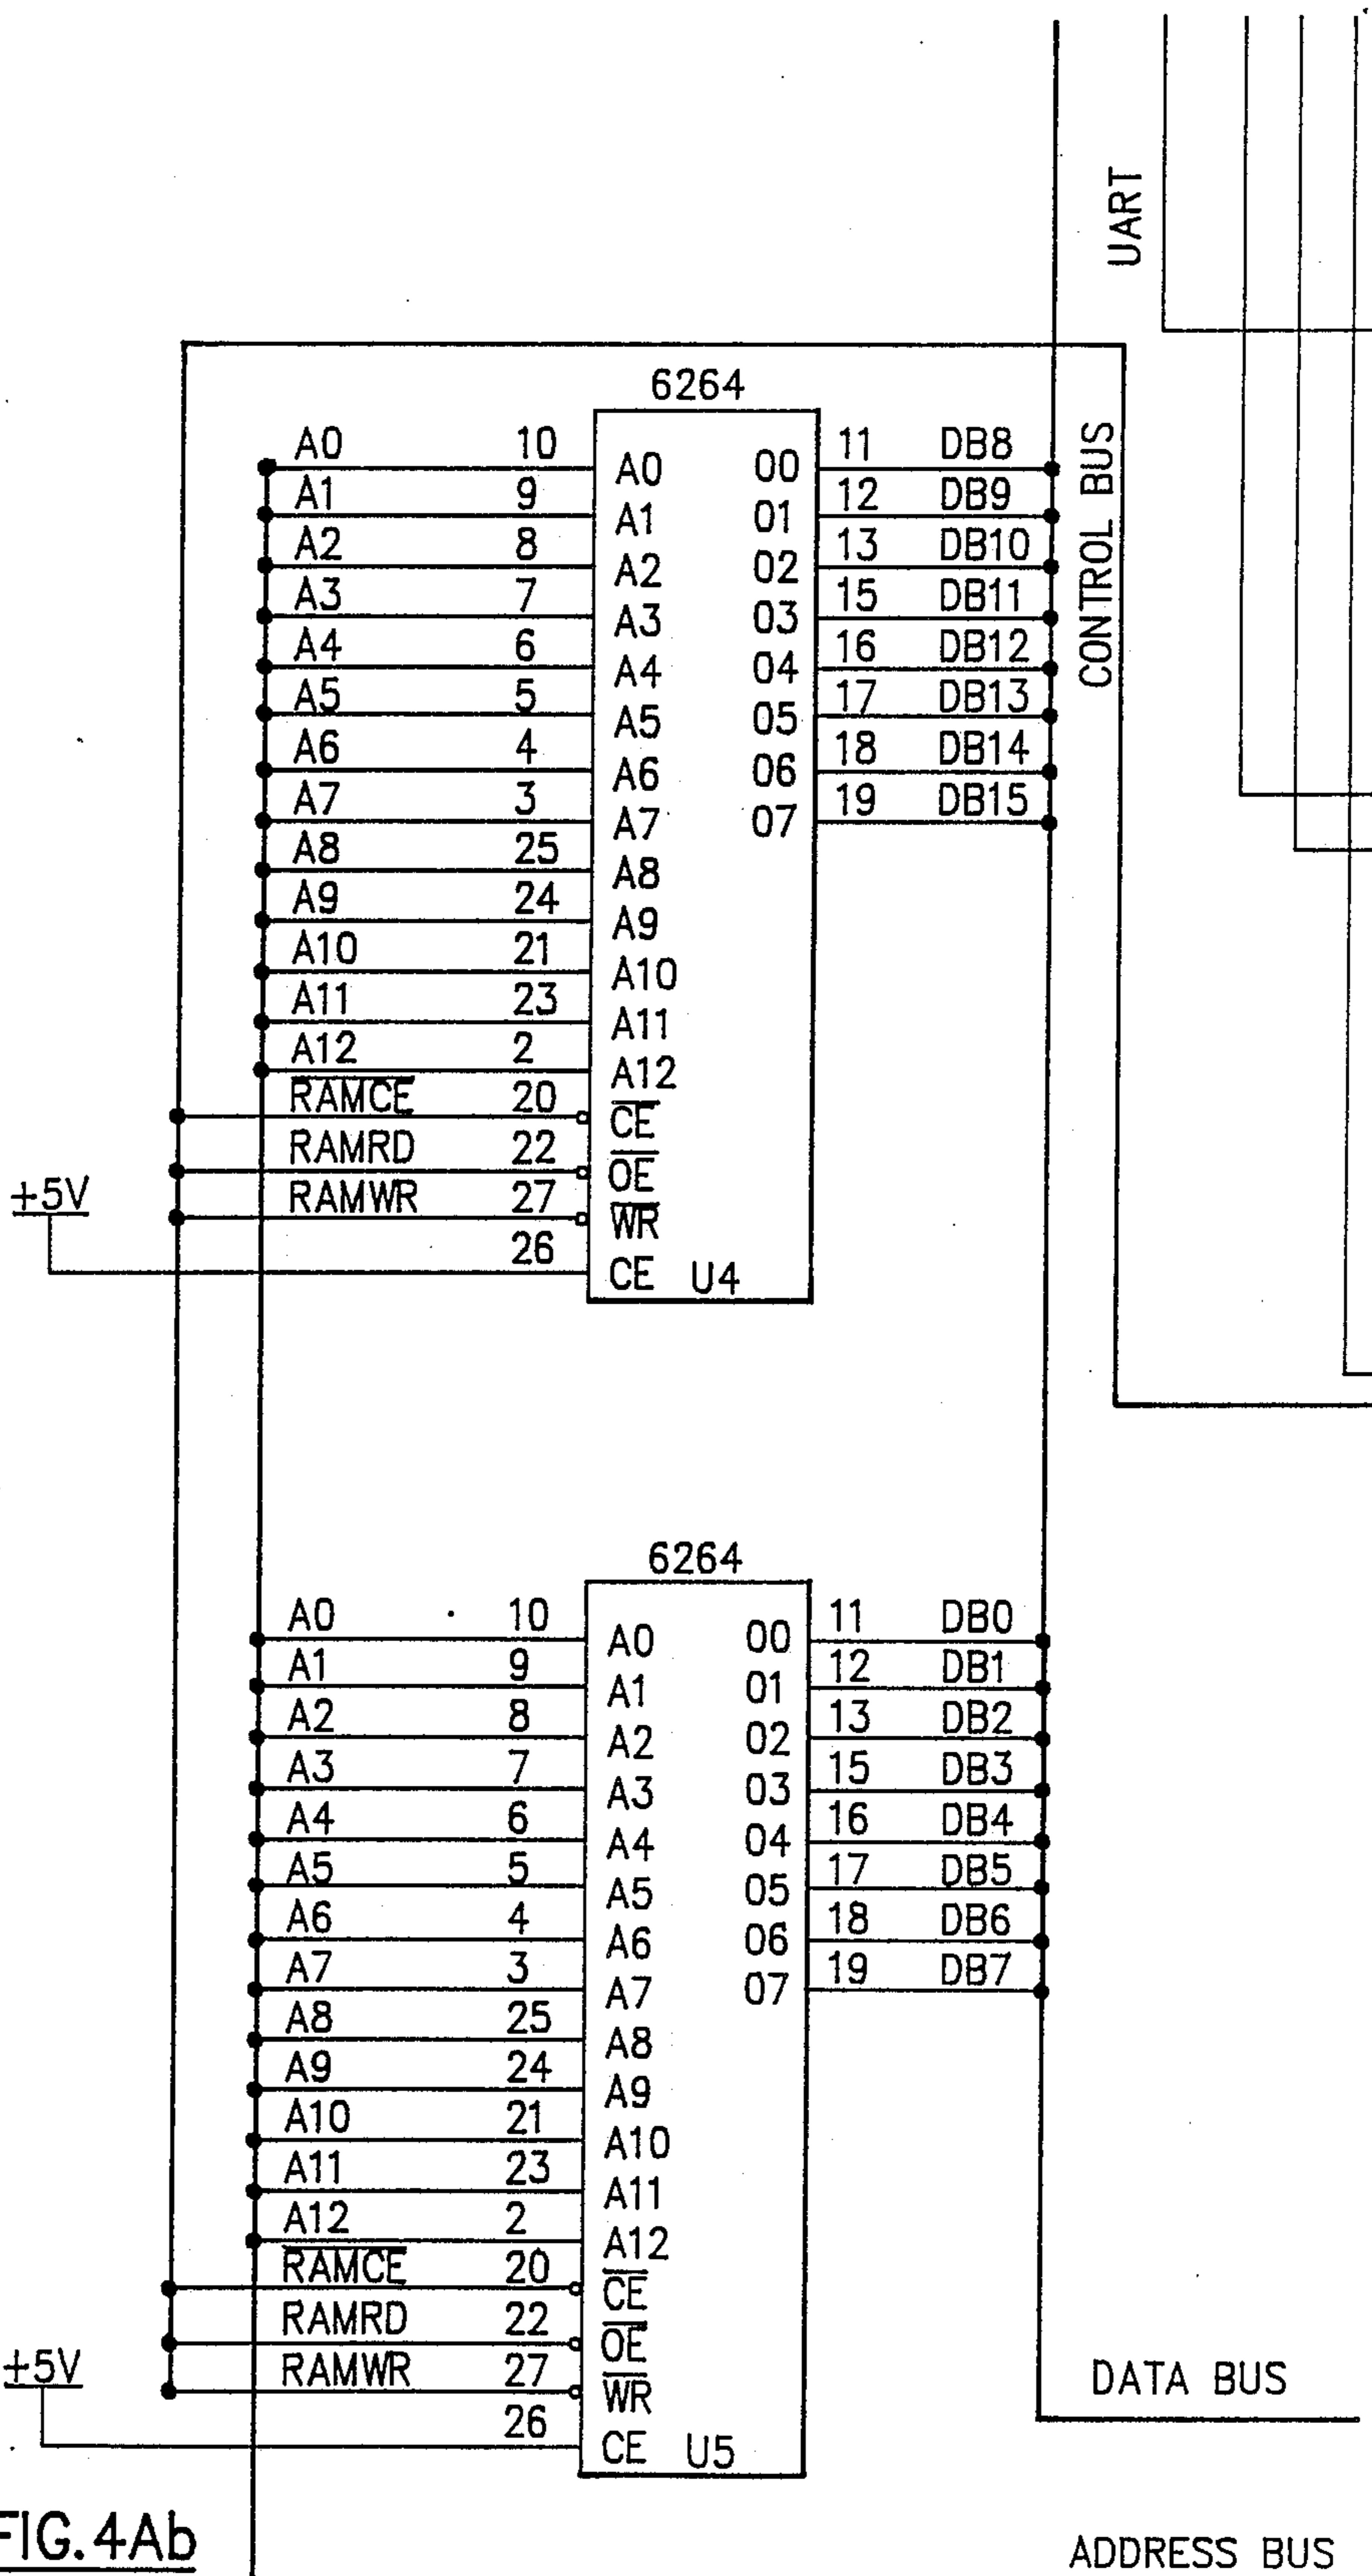 UART
CONTROL BUS
6264
A0 10 A0 00 11 DB8
A1 9 A1 01 12 DB9
A2 8 A2 02 13 DB10
A3 7 A3 03 15 DB11
A4 6 A4 04 16 DB12
A5 5 A5 05 17 DB13
A6 4 A6 06 18 DB14
A7 3 A7 07 19 DB15
A8 25 A8
A9 24 A9
A10 21 A10
A11 23 A11
A12 2 A12
R̅A̅M̅C̅E̅ 20 C̅E̅
RAMRD 22 O̅E̅
+5V RAMWR 27 W̅R̅
26 CE U4
6264
A0 10 A0 00 11 DB0
A1 9 A1 01 12 DB1
A2 8 A2 02 13 DB2
A3 7 A3 03 15 DB3
A4 6 A4 04 16 DB4
A5 5 A5 05 17 DB5
A6 4 A6 06 18 DB6
A7 3 A7 07 19 DB7
A8 25 A8
A9 24 A9
A10 21 A10
A11 23 A11
A12 2 A12
R̅A̅M̅C̅E̅ 20 C̅E̅
RAMRD 22 O̅E̅
+5V RAMWR 27 W̅R̅
26 CE U5
DATA BUS
FIG.4Ab
ADDRESS BUS